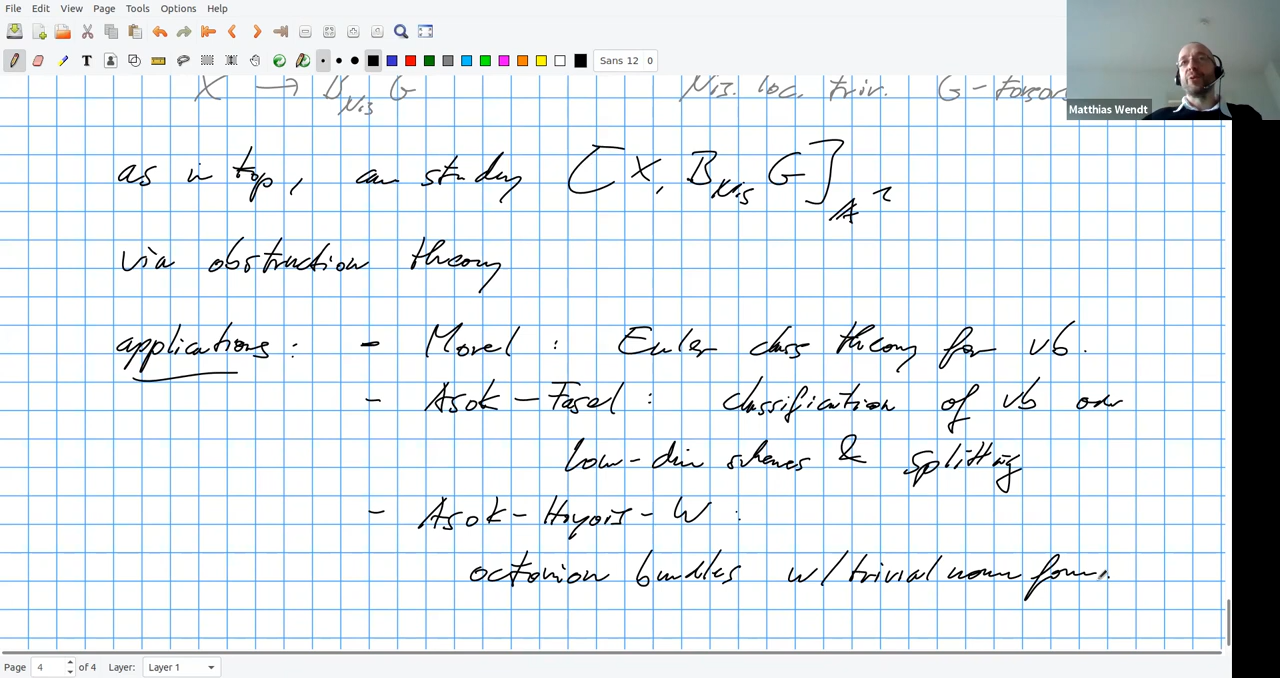 File Edit View Page Tools Options Help
Sans 12 0
Matthias Wendt
X → B_Nis G Nis. loc. triv. G-torsors
as in top, can study [X, B_Nis G]_A^1
via obstruction theory
applications: - Morel: Euler class theory for vb.
- Asok-Fasel: classification of vb over
low-dim schemes & splitting
- Asok-Hoyois-W:
octonion bundles w/trivial norm form.
Page 4 of 4 Layer: Layer 1